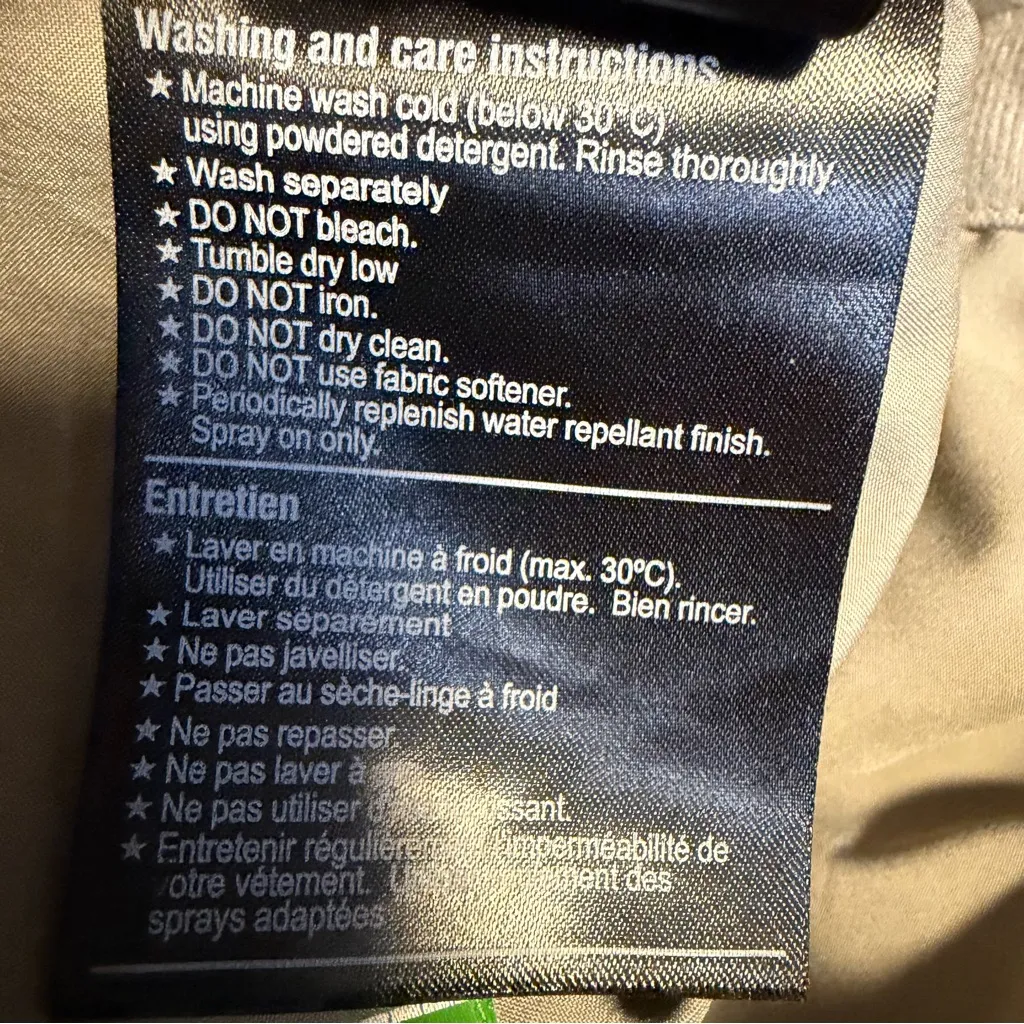 Washing and care instructions
★ Machine wash cold (below 30°C)
using powdered detergent. Rinse thoroughly.
★ Wash separately
★ DO NOT bleach.
★ Tumble dry low
★ DO NOT iron.
★ DO NOT dry clean.
★ DO NOT use fabric softener.
★ Periodically replenish water repellant finish.
Spray on only.
Entretien
★ Laver en machine à froid (max. 30ºC).
Utiliser du détergent en poudre. Bien rincer.
★ Laver séparément
★ Ne pas javelliser.
★ Passer au sèche-linge à froid
★ Ne pas repasser
★ Ne pas laver à
★ Ne pas utiliser
★ Entretenir l'imperméabilité de
vêtement. des
sprays adaptées